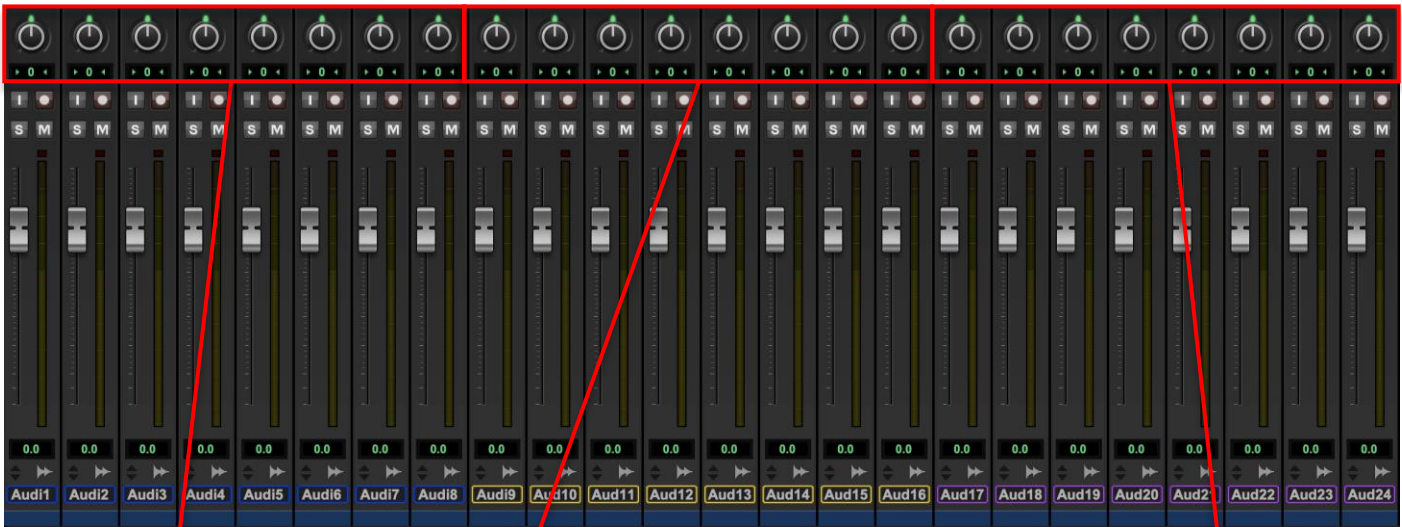 ▸ 0 ◂ ▸ 0 ◂ ▸ 0 ◂ ▸ 0 ◂ ▸ 0 ◂ ▸ 0 ◂ ▸ 0 ◂ ▸ 0 ◂ ▸ 0 ◂ ▸ 0 ◂ ▸ 0 ◂ ▸ 0 ◂ ▸ 0 ◂ ▸ 0 ◂ ▸ 0 ◂ ▸ 0 ◂ ▸ 0 ◂ ▸ 0 ◂ ▸ 0 ◂ ▸ 0 ◂ ▸ 0 ◂ ▸ 0 ◂ ▸ 0 ◂ ▸ 0 ◂
I I I I I I I I I I I I I I I I I I I I I I I I
S M S M S M S M S M S M S M S M S M S M S M S M S M S M S M S M S M S M S M S M S M S M S M S M
0.0 0.0 0.0 0.0 0.0 0.0 0.0 0.0 0.0 0.0 0.0 0.0 0.0 0.0 0.0 0.0 0.0 0.0 0.0 0.0 0.0 0.0 0.0 0.0
Audi1 Audi2 Audi3 Audi4 Audi5 Audi6 Audi7 Audi8 Audi9 Aud10 Aud11 Aud12 Aud13 Aud14 Aud15 Aud16 Aud17 Aud18 Aud19 Aud20 Aud21 Aud22 Aud23 Aud24